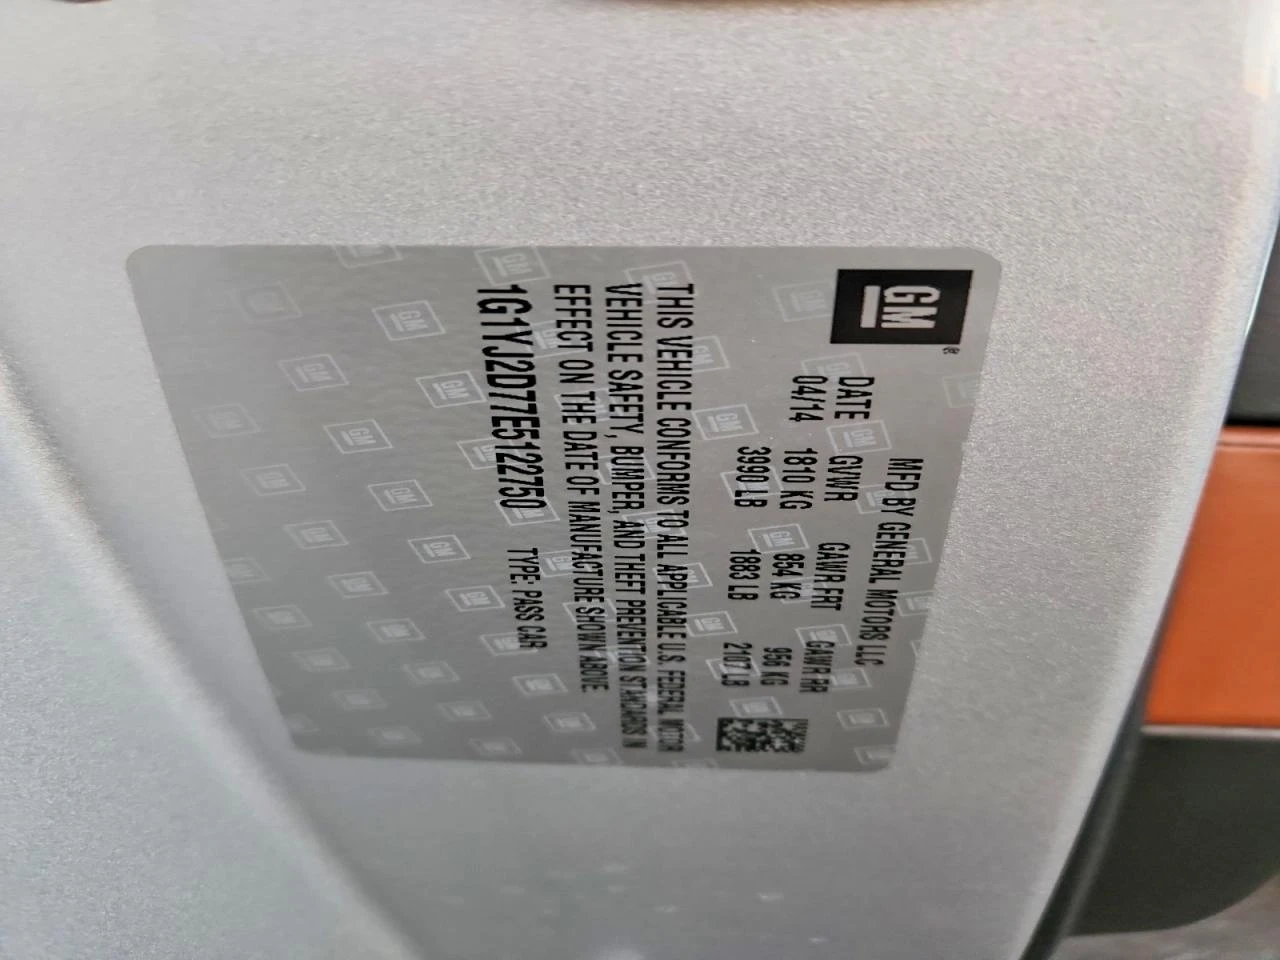 GM ®
MFD BY GENERAL MOTORS LLC
DATE GVWR GAWR FRT GAWR RR
04/14 1810 KG 854 KG 956 KG
3990 LB 1883 LB 2107 LB
THIS VEHICLE CONFORMS TO ALL APPLICABLE U.S. FEDERAL MOTOR
VEHICLE SAFETY, BUMPER, AND THEFT PREVENTION STANDARDS IN
EFFECT ON THE DATE OF MANUFACTURE SHOWN ABOVE.
1G1YJ2D77E5122750 TYPE: PASS CAR